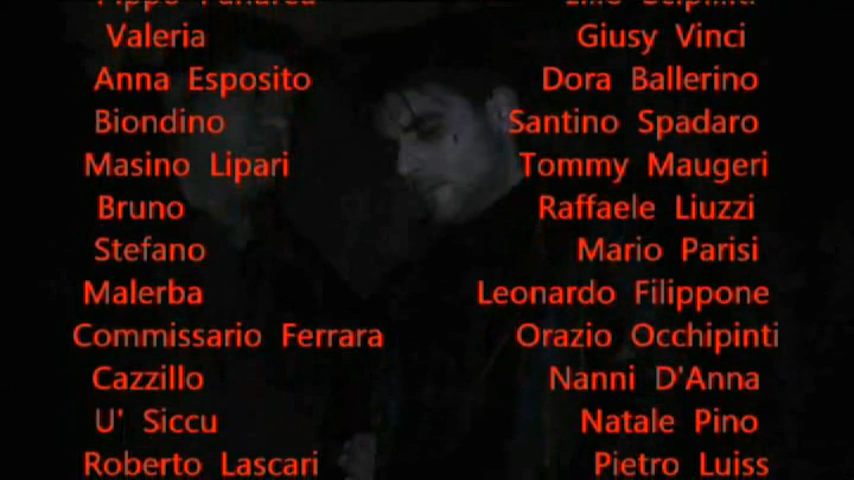 Valeria Giusy Vinci
Anna Esposito Dora Ballerino
Biondino Santino Spadaro
Masino Lipari Tommy Maugeri
Bruno Raffaele Liuzzi
Stefano Mario Parisi
Malerba Leonardo Filippone
Commissario Ferrara Orazio Occhipinti
Cazzillo Nanni D'Anna
U' Siccu Natale Pino
Roberto Lascari Pietro Luiss